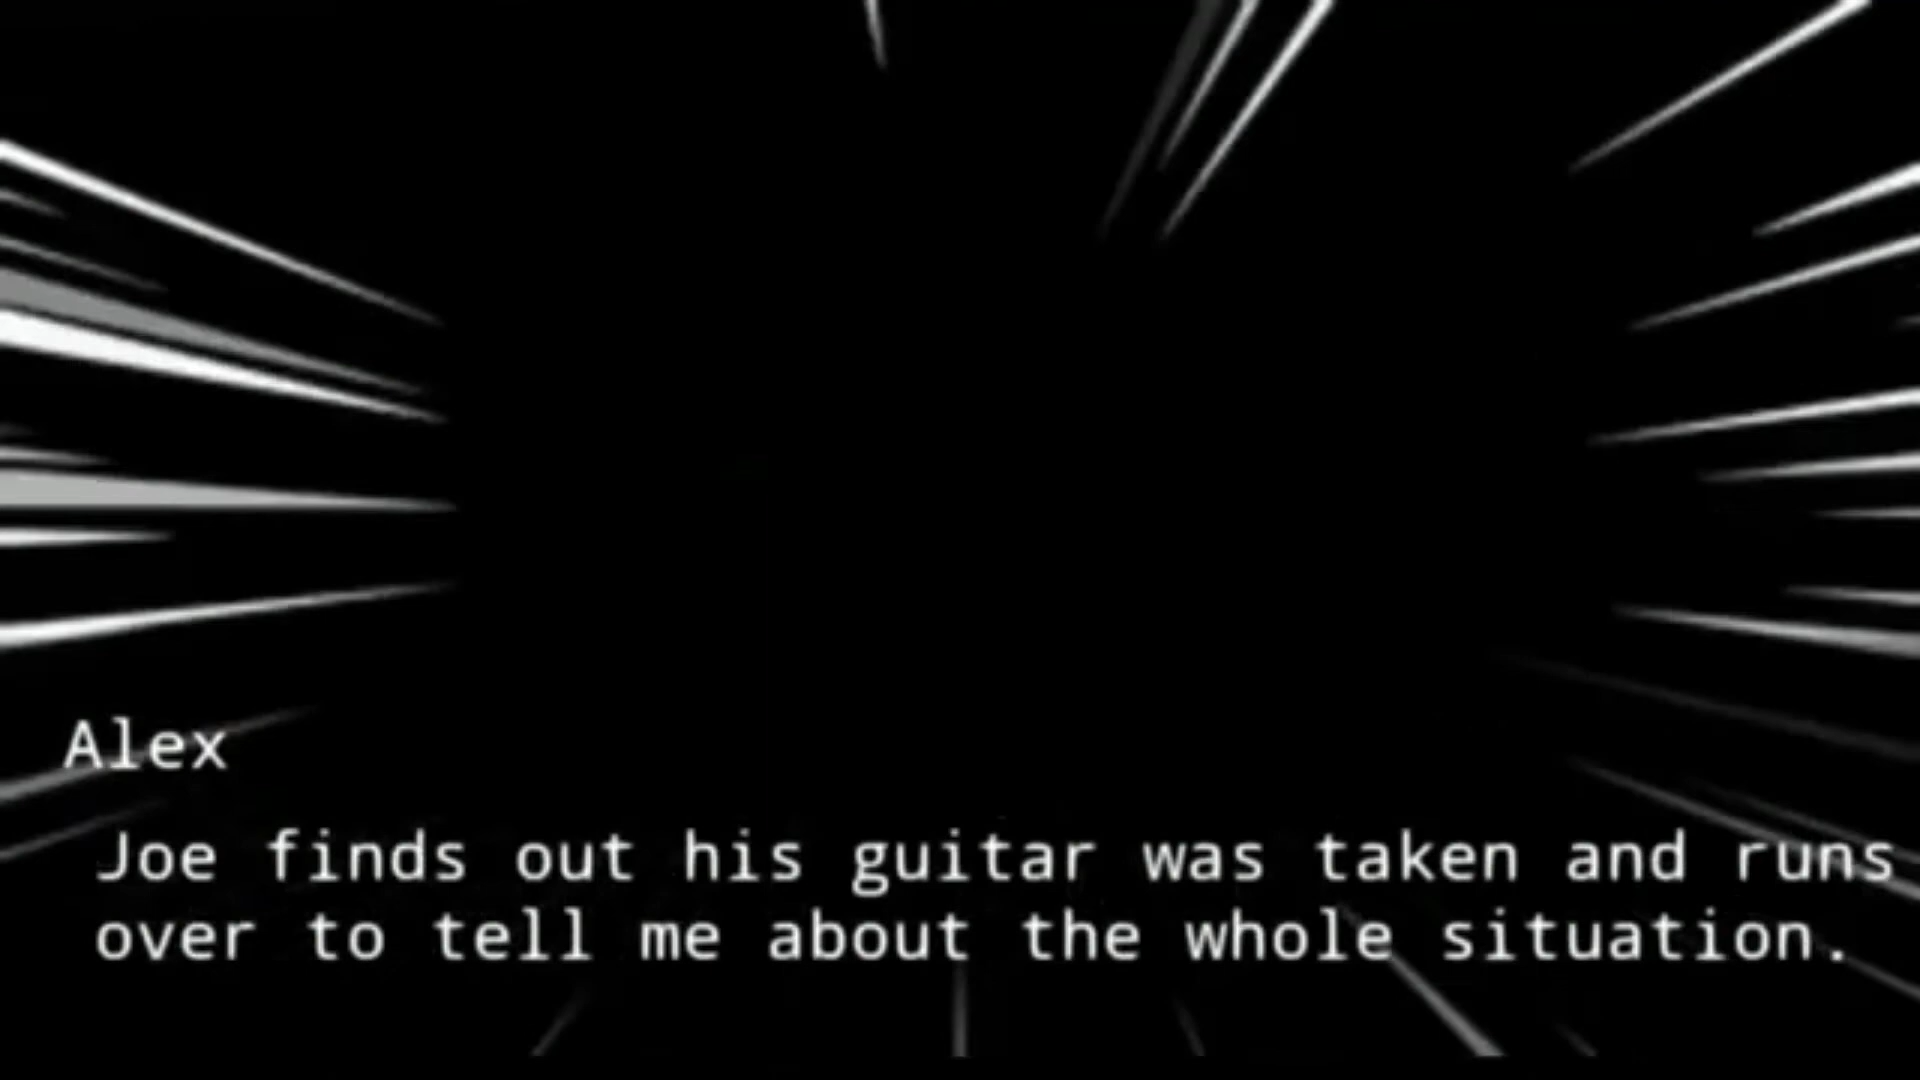 Alex
Joe finds out his guitar was taken and runs
over to tell me about the whole situation.